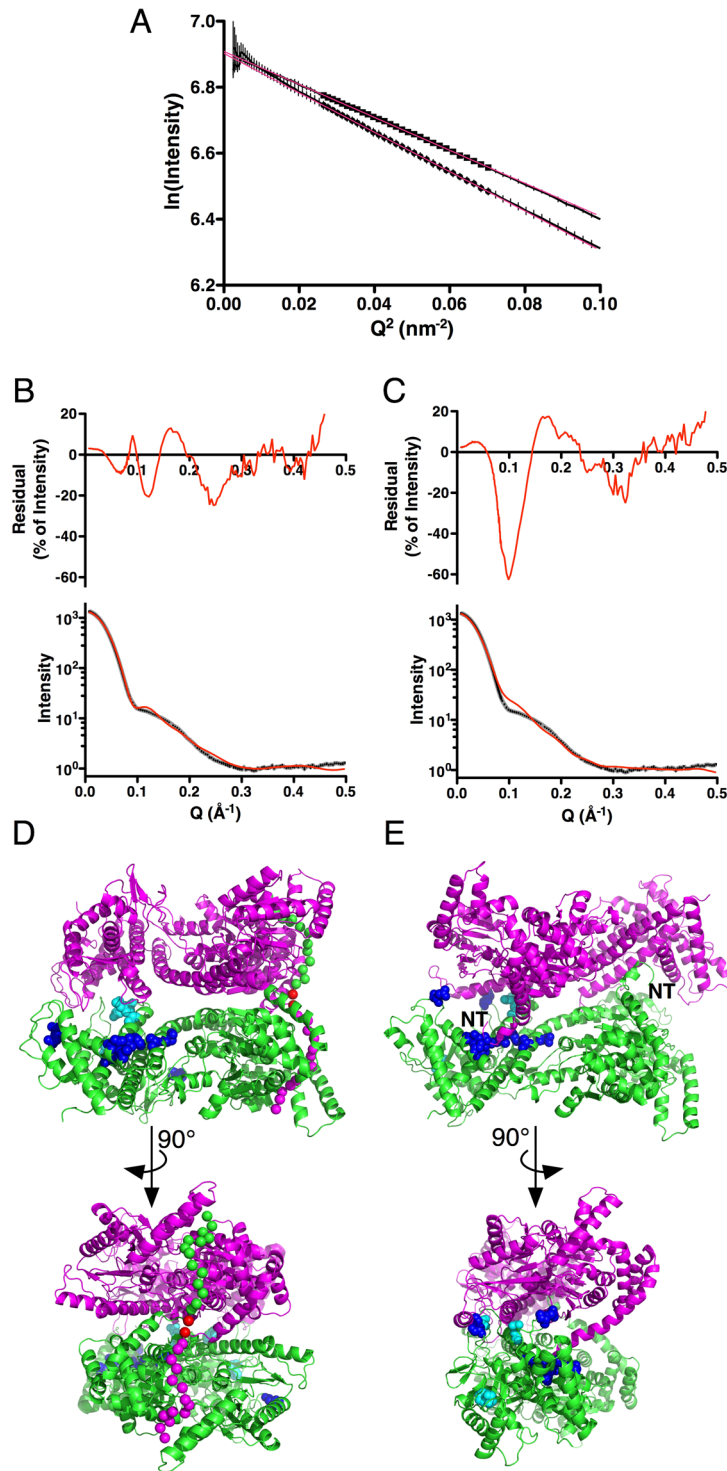 A
7.0
6.8
6.6
6.4
6.2
ln(Intensity)
0.00 0.02 0.04 0.06 0.08 0.10
Q² (nm⁻²)
B
20
0
-20
-40
-60
Residual
(% of Intensity)
0.0 0.1 0.2 0.3 0.4 0.5
10³
10²
10¹
10⁰
Intensity
0.0 0.1 0.2 0.3 0.4 0.5
Q (Å⁻¹)
C
20
0
-20
-40
-60
Residual
(% of Intensity)
0.1 0.2 0.3 0.4 0.5
10³
10²
10¹
10⁰
Intensity
0.0 0.1 0.2 0.3 0.4 0.5
Q (Å⁻¹)
D
90°
E
NT
NT
90°